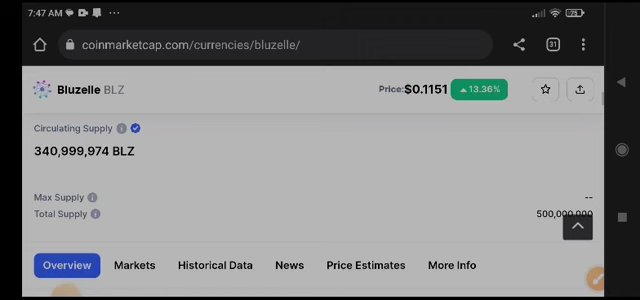 7:47 AM
coinmarketcap.com/currencies/bluzelle/
31
Bluzelle BLZ
Price:$0.1151
13.36%
Circulating Supply
340,999,974 BLZ
Max Supply
--
Total Supply
500,000,000
Overview
Markets
Historical Data
News
Price Estimates
More Info